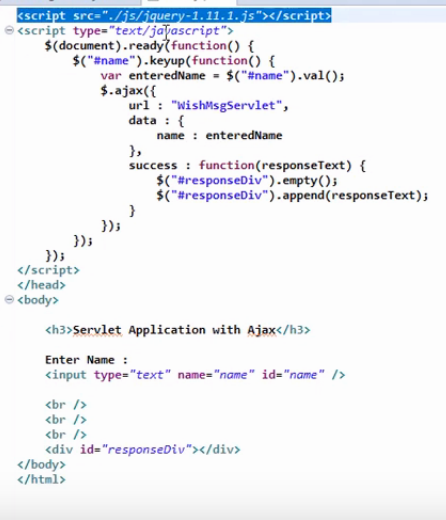 <script src="./js/jquery-1.11.1.js"></script>
<script type="text/javascript">
    $(document).ready(function() {
        $("#name").keyup(function() {
            var enteredName = $("#name").val();
            $.ajax({
                url : "WishMsgServlet",
                data : {
                    name : enteredName
                },
                success : function(responseText) {
                    $("#responseDiv").empty();
                    $("#responseDiv").append(responseText);
                }
            });
        });
    });
</script>
</head>
<body>
    <h3>Servlet Application with Ajax</h3>
    Enter Name :
    <input type="text" name="name" id="name" />
    <br />
    <br />
    <br />
    <div id="responseDiv"></div>
</body>
</html>